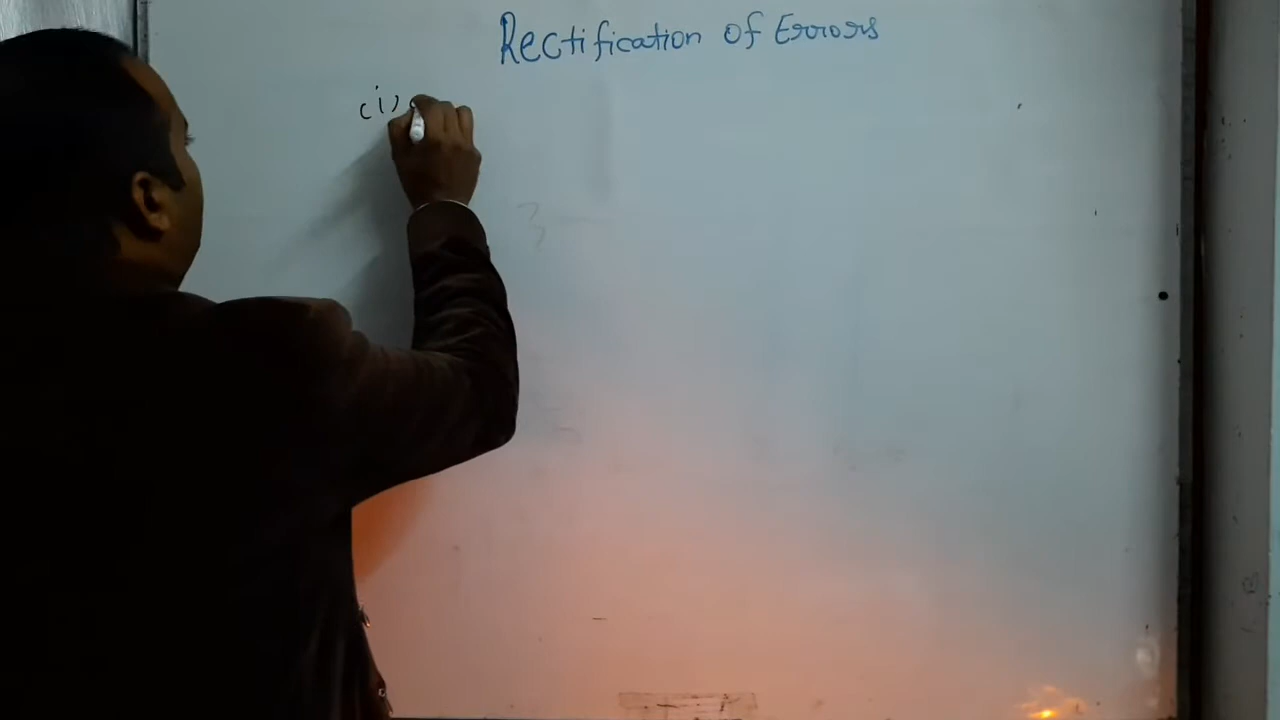 Rectification of Errors
(i)